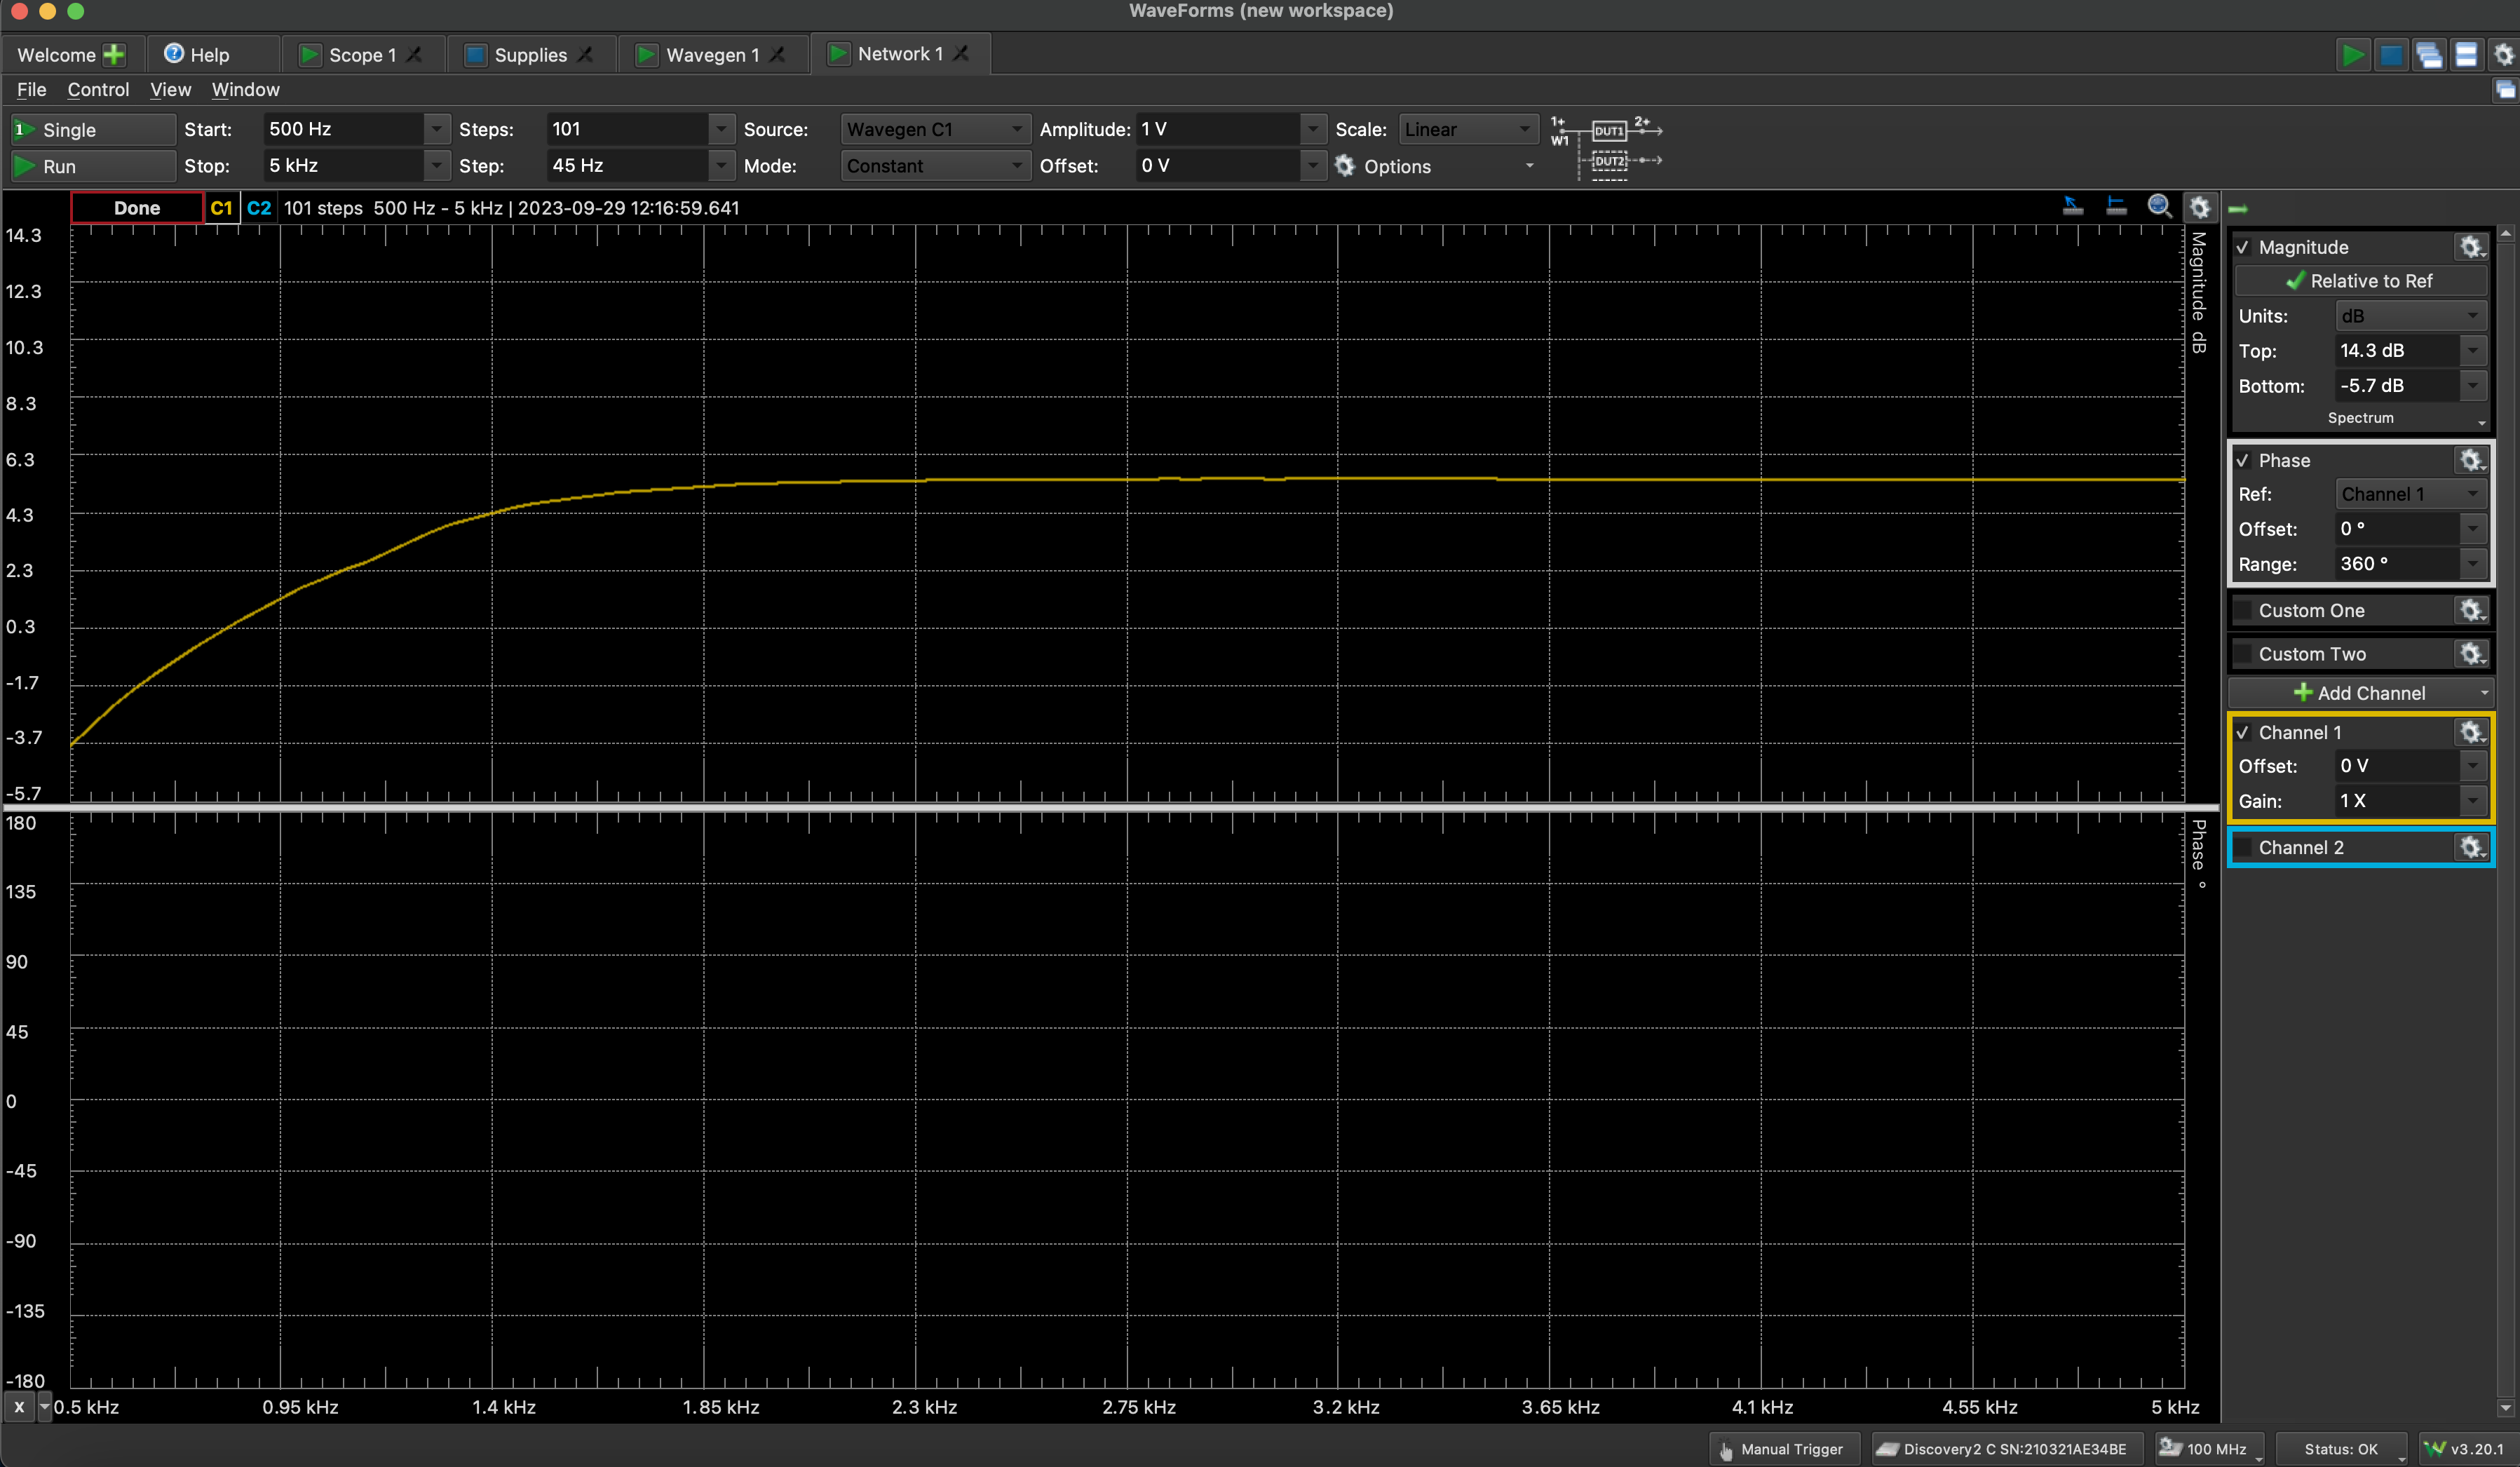 WaveForms (new workspace)
Welcome Help Scope 1 Supplies Wavegen 1 Network 1
File Control View Window
1 Single Start: 500 Hz Steps: 101 Source: Wavegen C1 Amplitude: 1 V Scale: Linear
Run Stop: 5 kHz Step: 45 Hz Mode: Constant Offset: 0 V Options
1+ W1 DUT1 2+
DUT2
Done C1 C2 101 steps 500 Hz - 5 kHz | 2023-09-29 12:16:59.641
14.3
12.3
10.3
8.3
6.3
4.3
2.3
0.3
-1.7
-3.7
-5.7
Magnitude dB
180
135
90
45
0
-45
-90
-135
-180
Phase °
X 0.5 kHz 0.95 kHz 1.4 kHz 1.85 kHz 2.3 kHz 2.75 kHz 3.2 kHz 3.65 kHz 4.1 kHz 4.55 kHz 5 kHz
Magnitude
Relative to Ref
Units: dB
Top: 14.3 dB
Bottom: -5.7 dB
Spectrum
Phase
Ref: Channel 1
Offset: 0 °
Range: 360 °
Custom One
Custom Two
Add Channel
Channel 1
Offset: 0 V
Gain: 1 X
Channel 2
Manual Trigger Discovery2 C SN:210321AE34BE 100 MHz Status: OK v3.20.1